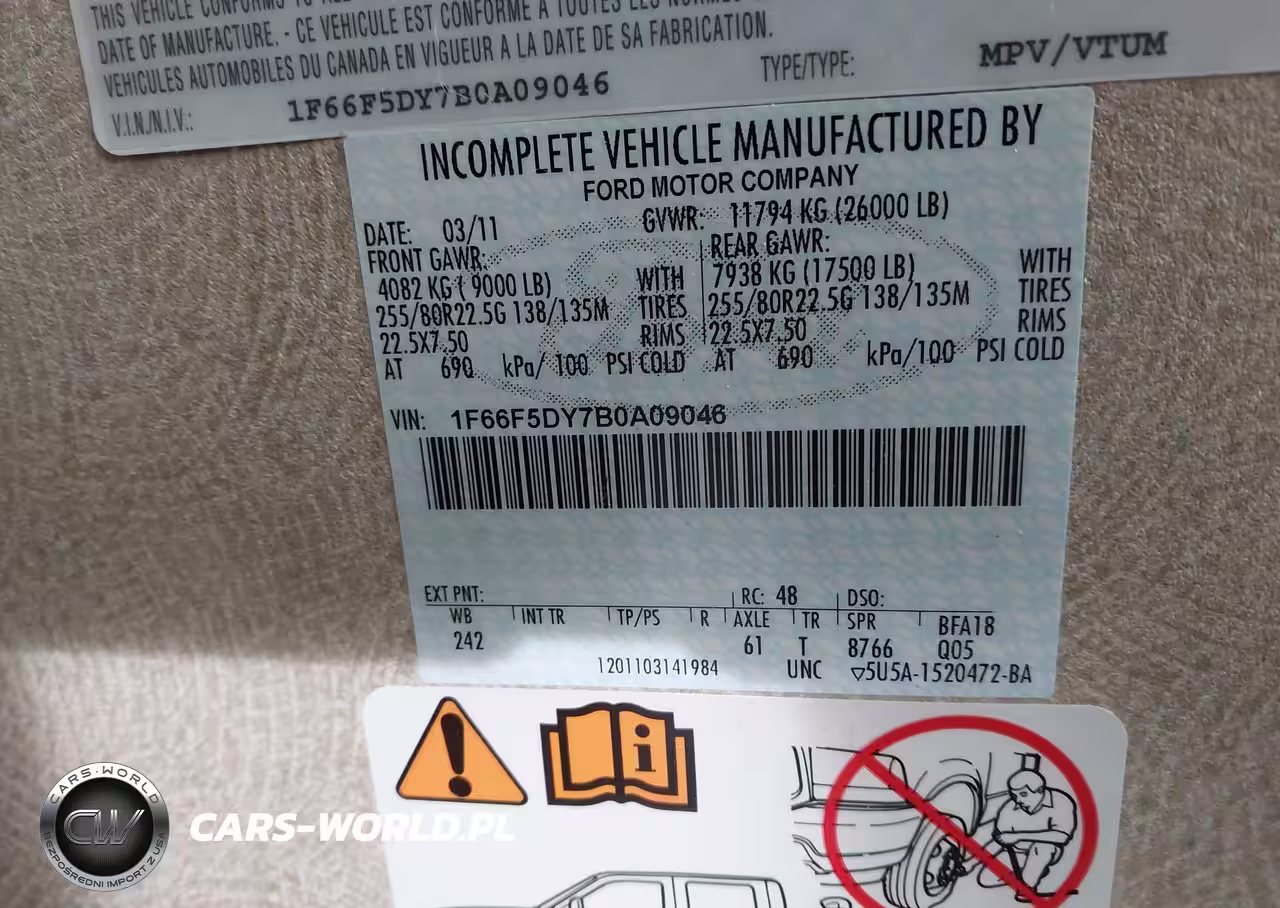 THIS VEHICLE CONFORMS TO
DATE OF MANUFACTURE. - CE VEHICULE EST CONFORME A TOUTES LES NORMES
VEHICULES AUTOMOBILES DU CANADA EN VIGUEUR A LA DATE DE SA FABRICATION.
V.I.N./N.I.V.: 1F66F5DY7B0A09046 TYPE/TYPE: MPV/VTUM
INCOMPLETE VEHICLE MANUFACTURED BY
FORD MOTOR COMPANY
DATE: 03/11 GVWR: 11794 KG (26000 LB)
FRONT GAWR: REAR GAWR:
4082 KG ( 9000 LB) WITH 7938 KG (17500 LB) WITH
255/80R22.5G 138/135M TIRES 255/80R22.5G 138/135M TIRES
22.5X7.50 RIMS 22.5X7.50 RIMS
AT 690 kPa/ 100 PSI COLD AT 690 kPa/100 PSI COLD
VIN: 1F66F5DY7B0A09046
EXT PNT: RC: 48 DSO:
WB INT TR TP/PS R AXLE TR SPR BFA18
242 61 T 8766 Q05
1201103141984 UNC ▽5U5A-1520472-BA
CARS-WORLD
CW
BEZPOŚREDNI IMPORT Z USA
CARS-WORLD.PL